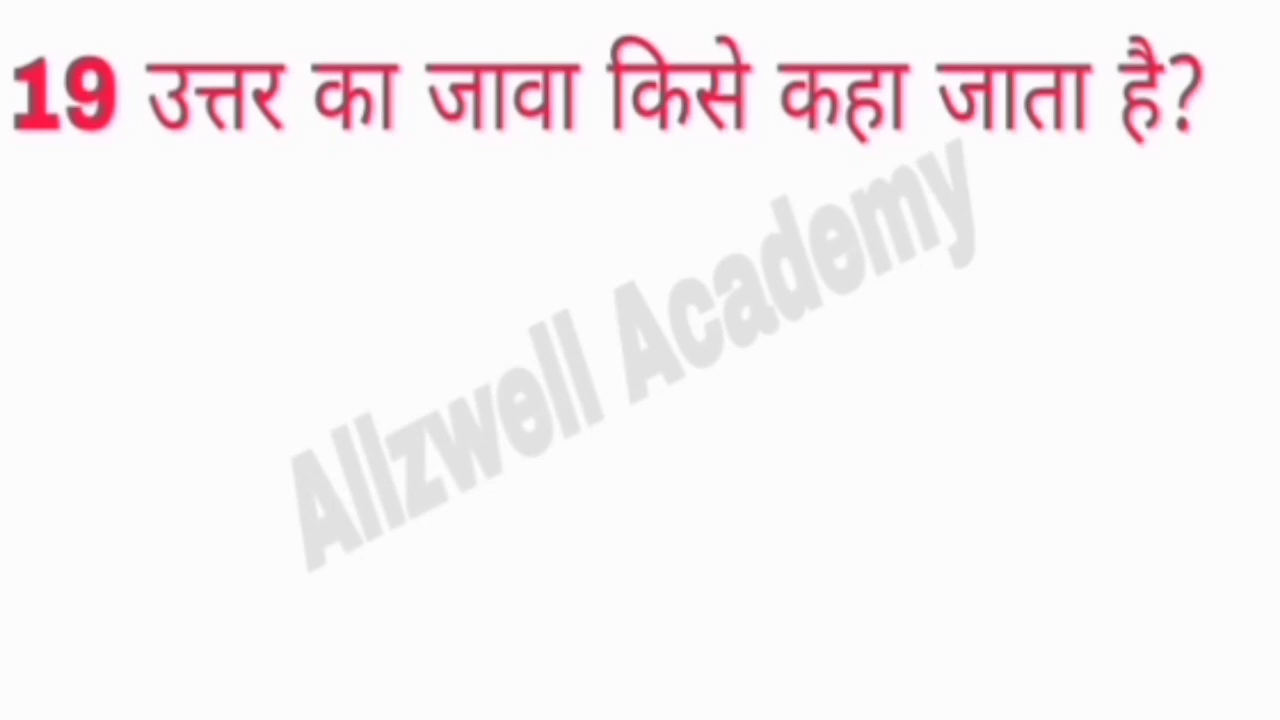 19 उत्तर का जावा किसे कहा जाता है?
Allzwell Academy